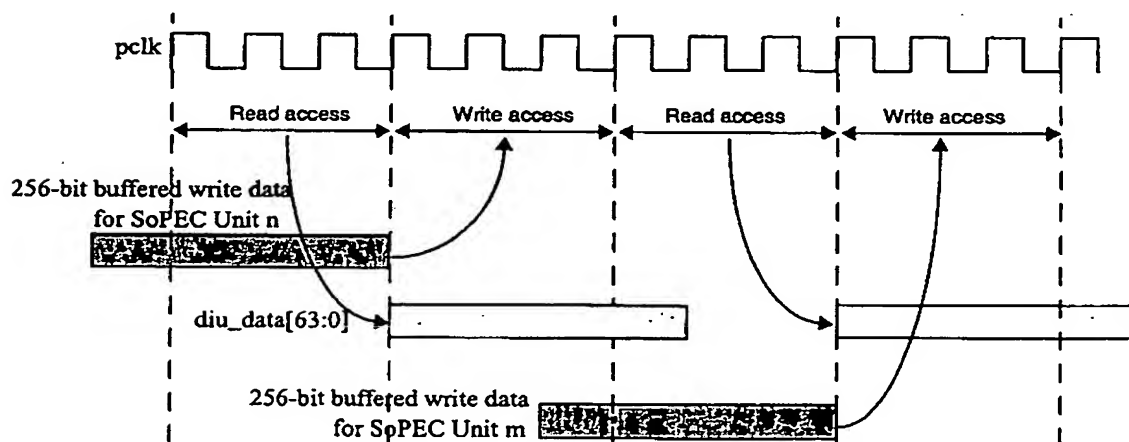 pclk
Read access
Write access
Read access
Write access
256-bit buffered write data
for SoPEC Unit n
diu_data[63:0]
256-bit buffered write data
for SoPEC Unit m